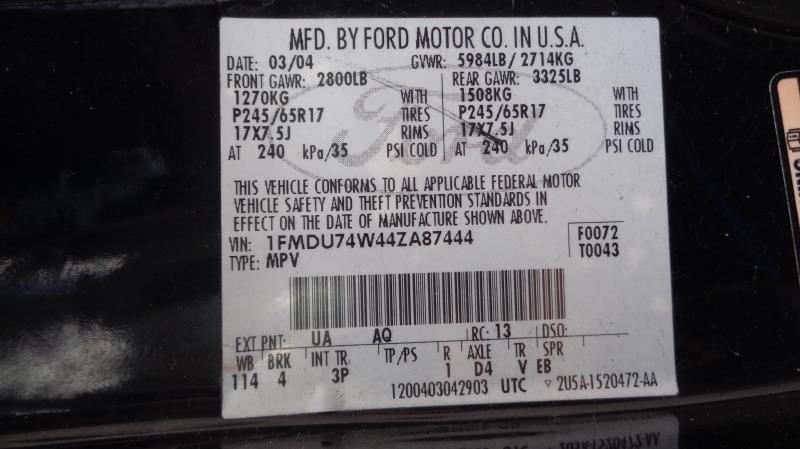 MFD. BY FORD MOTOR CO. IN U.S.A.
DATE: 03/04 GVWR: 5984LB/ 2714KG
FRONT GAWR: 2800LB REAR GAWR: 3325LB
1270KG WITH 1508KG WITH
P245/65R17 TIRES P245/65R17 TIRES
17X7.5J RIMS 17X7.5J RIMS
AT 240 kPa/35 PSI COLD AT 240 kPa/35 PSI COLD
Ford
THIS VEHICLE CONFORMS TO ALL APPLICABLE FEDERAL MOTOR
VEHICLE SAFETY AND THEFT PREVENTION STANDARDS IN
EFFECT ON THE DATE OF MANUFACTURE SHOWN ABOVE.
VIN: 1FMDU74W44ZA87444 F0072
TYPE: MPV T0043
EXT PNT: UA AQ RC: 13 DSO:
WB BRK INT TR TP/PS R AXLE TR SPR
114 4 3P 1 D4 V EB
1200403042903 UTC ▽ 2U5A-1520472-AA